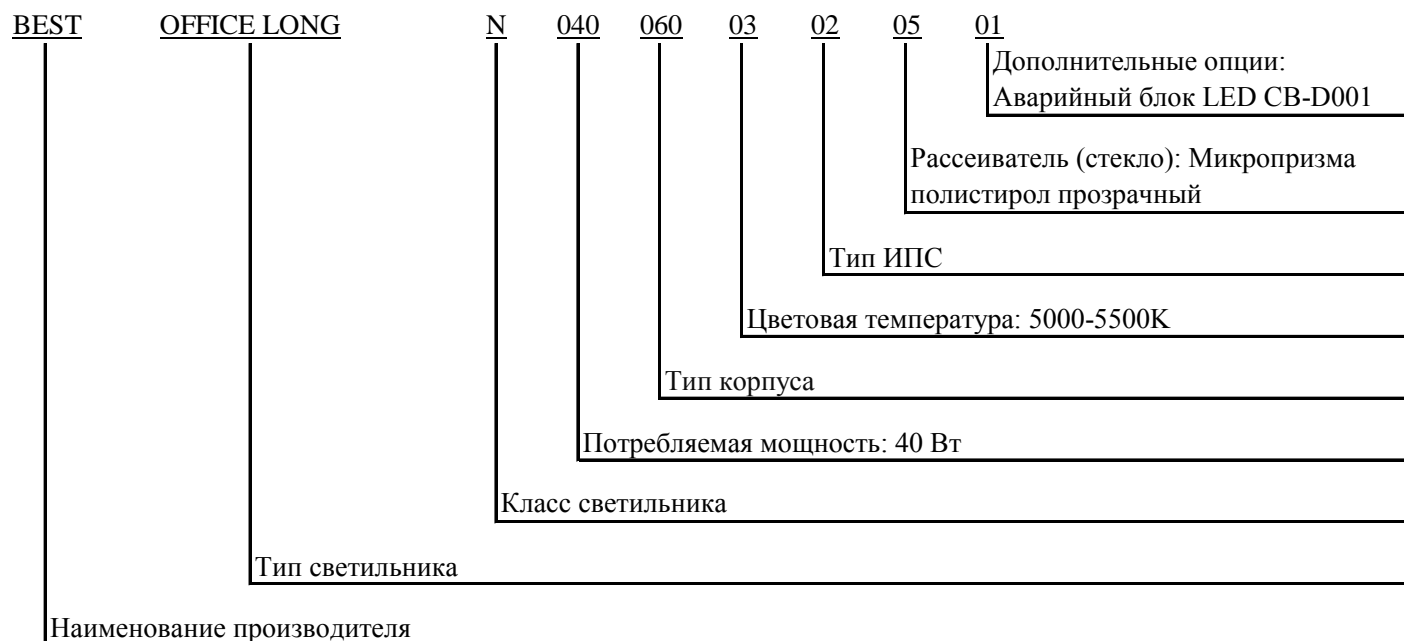 BEST OFFICE LONG N 040 060 03 02 05 01
Дополнительные опции:
Аварийный блок LED CB-D001
Рассеиватель (стекло): Микропризма
полистирол прозрачный
Тип ИПС
Цветовая температура: 5000-5500K
Тип корпуса
Потребляемая мощность: 40 Вт
Класс светильника
Тип светильника
Наименование производителя